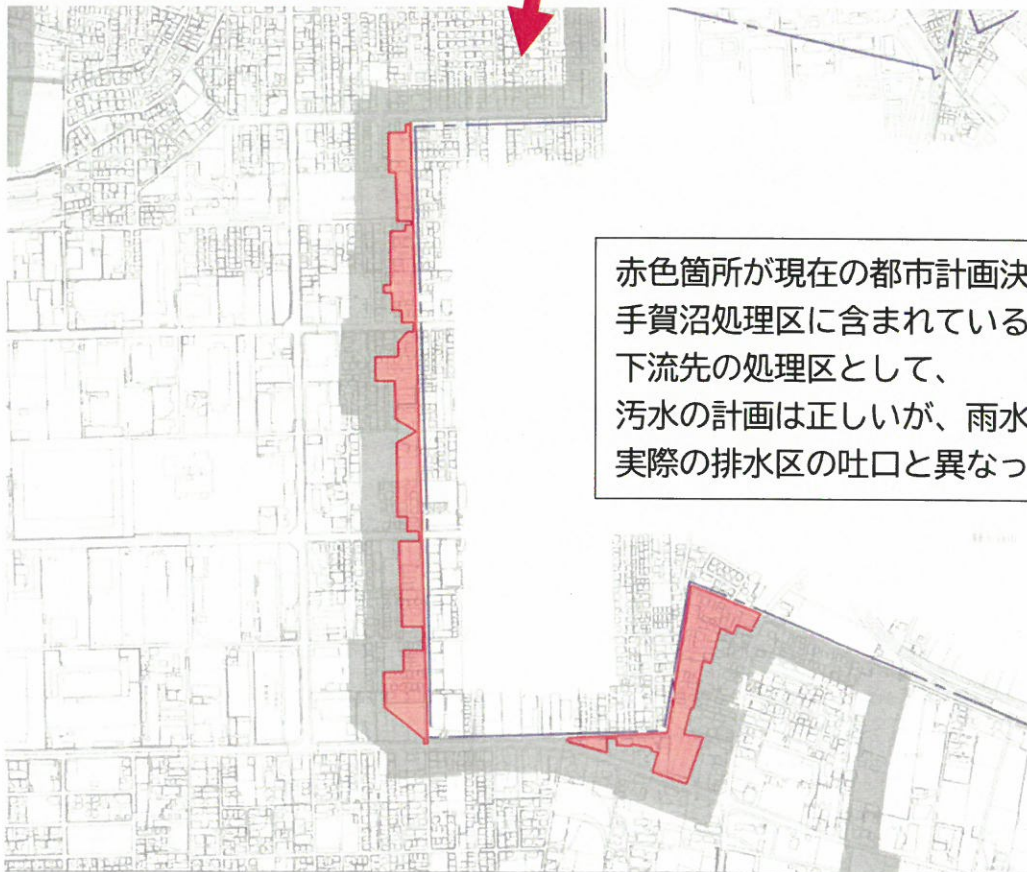 赤色箇所が現在の都市計画決
手賀沼処理区に含まれている
下流先の処理区として、
汚水の計画は正しいが、雨水
実際の排水区の吐口と異なっ